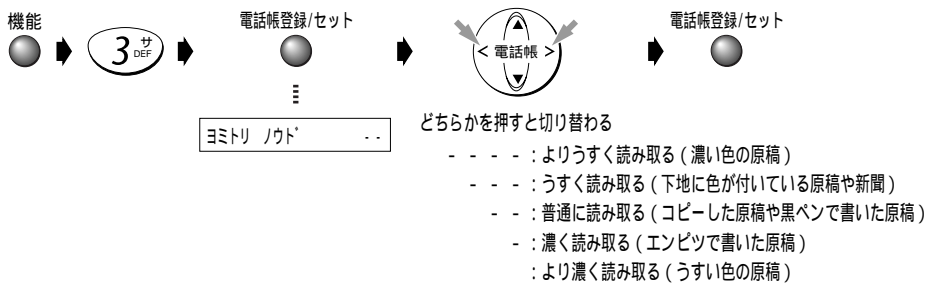 機能
3 サ DEF
電話帳登録/セット
ヨミトリ ノウド゙ - -
< 電話帳 >
電話帳登録/セット
どちらかを押すと切り替わる
- - - - : よりうすく読み取る ( 濃い色の原稿 )
- - - : うすく読み取る ( 下地に色が付いている原稿や新聞 )
- - : 普通に読み取る ( コピーした原稿や黒ペンで書いた原稿 )
- : 濃く読み取る ( エンピツで書いた原稿 )
: より濃く読み取る ( うすい色の原稿 )